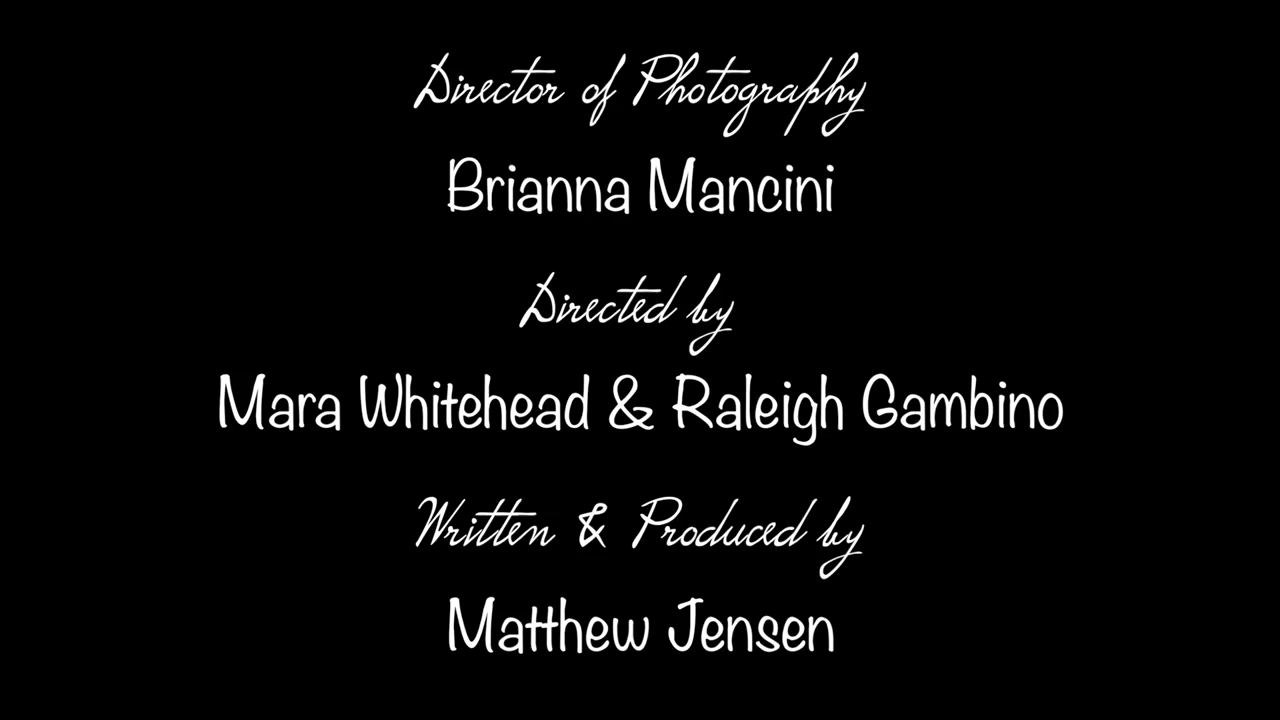 Director of Photography
Brianna Mancini
Directed by
Mara Whitehead & Raleigh Gambino
Written & Produced by
Matthew Jensen